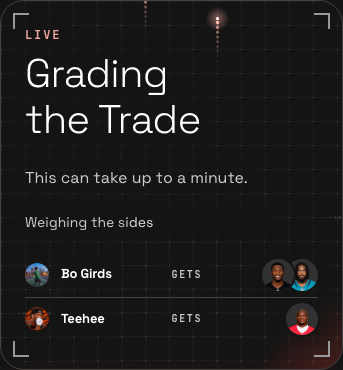 LIVE
Grading
the Trade
This can take up to a minute.
Weighing the sides
Bo Girds GETS
Teehee GETS